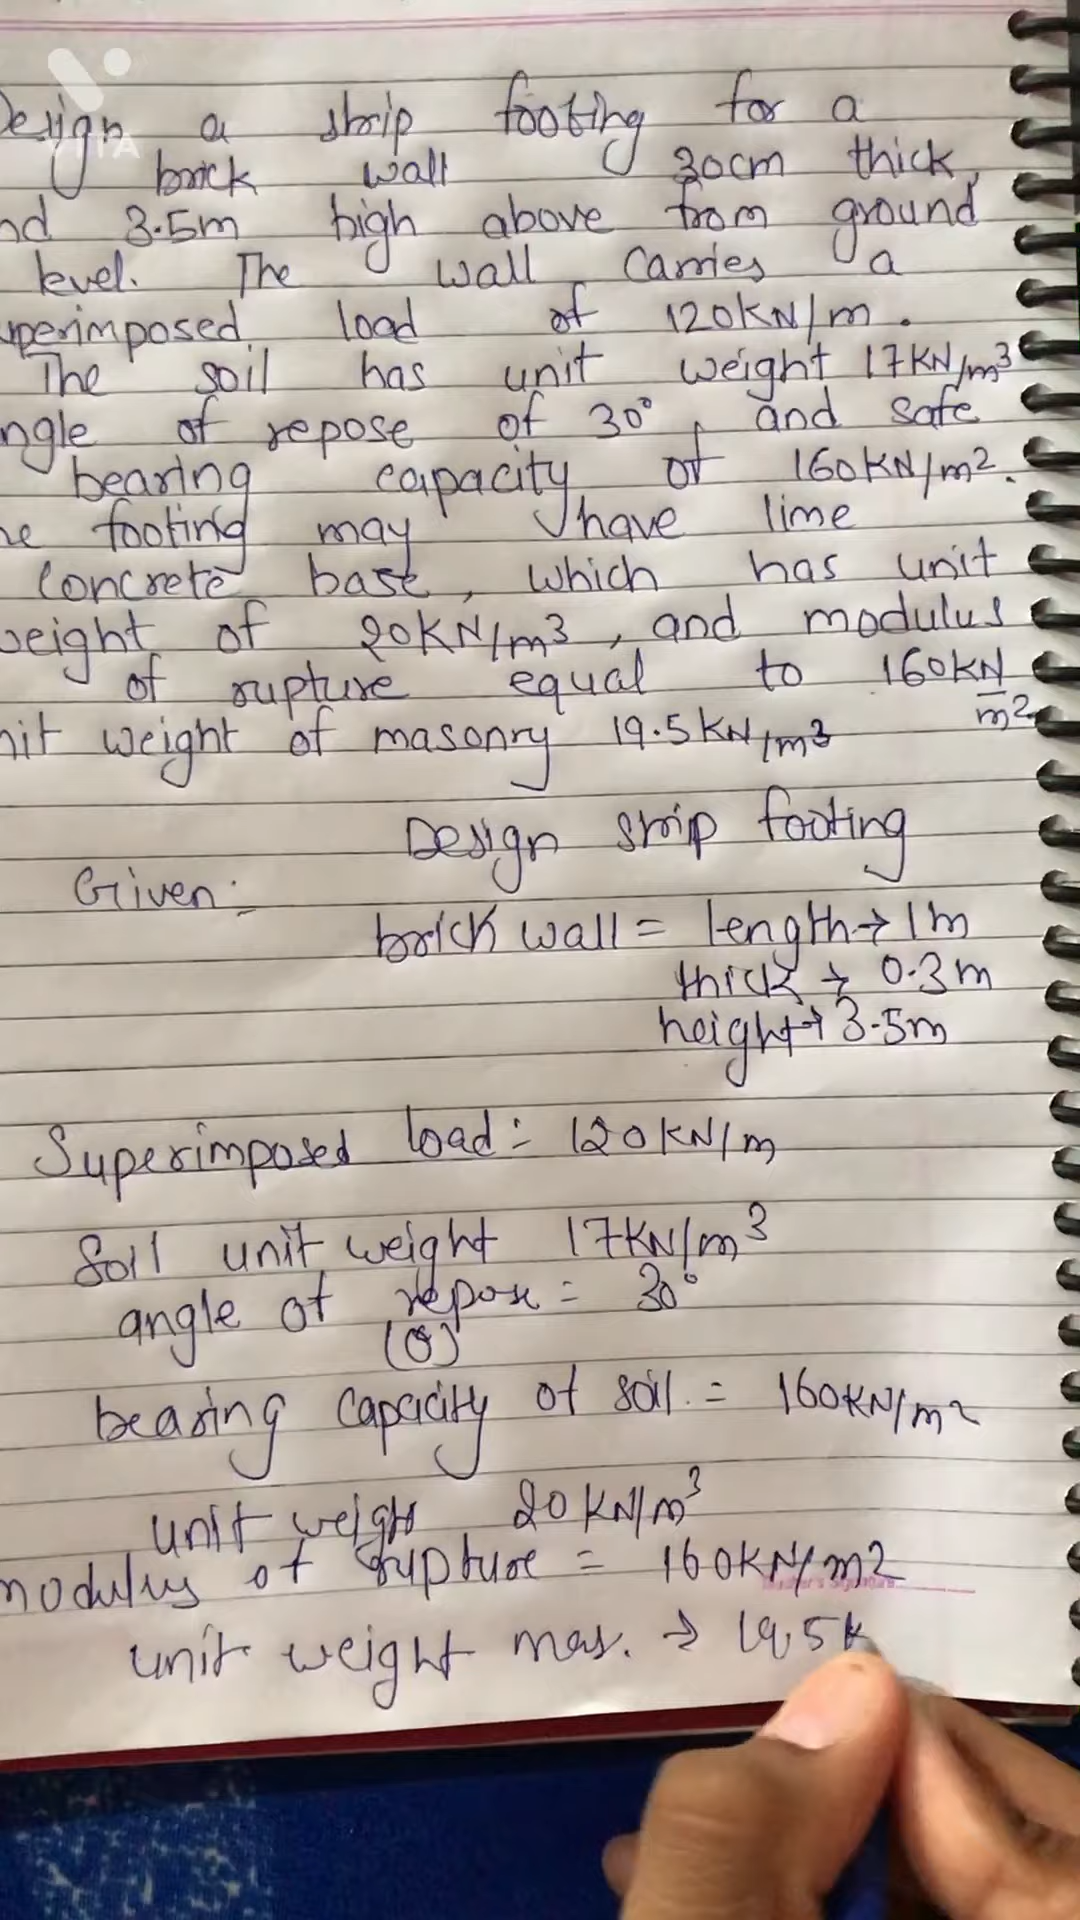 VITA
Design a strip footing for a
brick wall 30cm thick,
nd 3.5m high above from ground
level. The wall carries a
uperimposed load of 120KN/m.
The soil has unit weight 17KN/m3
ngle of repose of 30°, and safe
bearing capacity of 160KN/m2.
he footing may have lime
concrete base, which has unit
weight of 20KN/m3, and modulus
of rupture equal to 160KN/m2
nit weight of masonry 19.5KN/m3
Design strip footing
Given:-
brick wall = length→1m
thick → 0.3m
height→3.5m
Superimposed load:- 120KN/m
Soil unit weight 17KN/m3
angle of repose = 30°
(θ)
bearing capacity of soil. = 160KN/m2
unit weight 20KN/m3
modulus of rupture = 160KN/m2
unit weight mas. → 19.5K